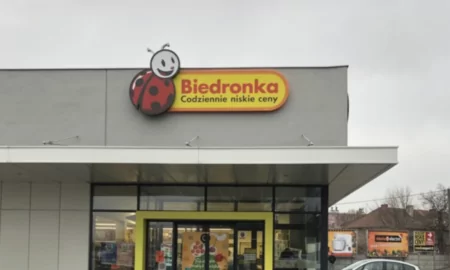 Biedronka
Codziennie niskie ceny